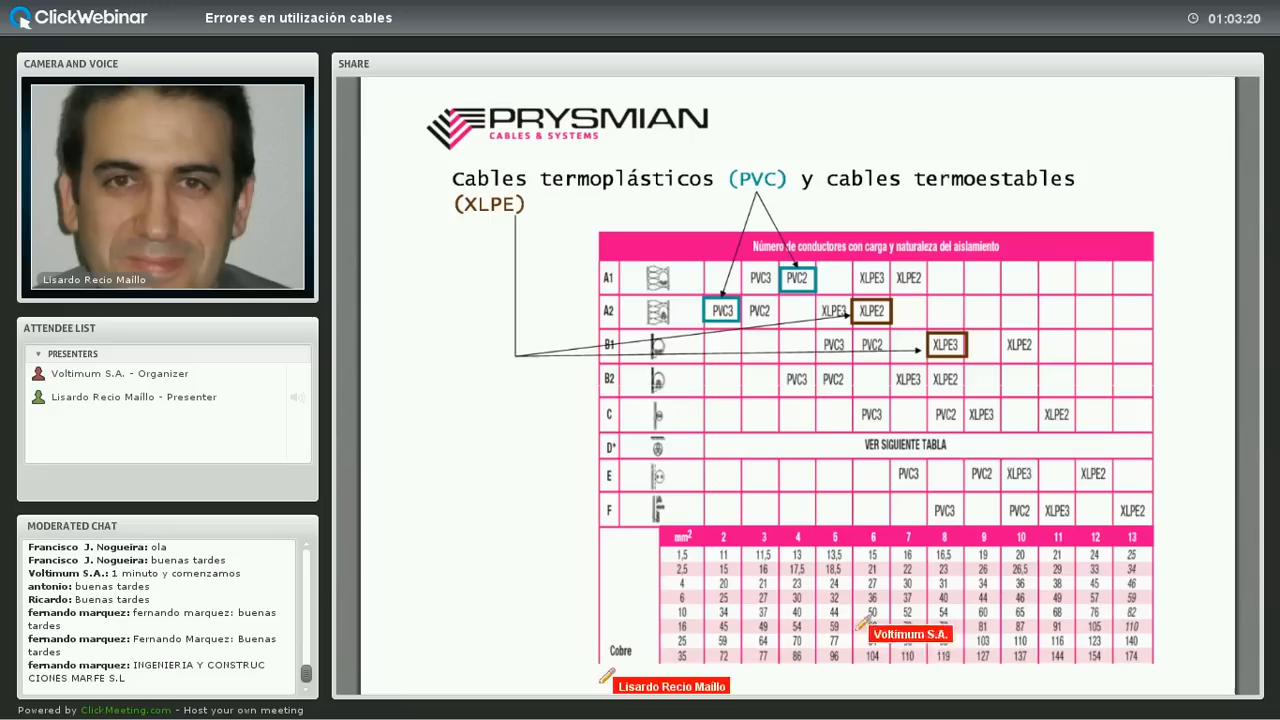 ClickWebinar
Errores en utilización cables
01:03:20
CAMERA AND VOICE
Lisardo Recio Maíllo
ATTENDEE LIST
PRESENTERS
Voltimum S.A. - Organizer
Lisardo Recio Maíllo - Presenter
MODERATED CHAT
Francisco J. Nogueira: ola
Francisco J. Nogueira: buenas tardes
Voltimum S.A.: 1 minuto y comenzamos
antonio: buenas tardes
Ricardo: Buenas tardes
fernando marquez: fernando marquez: buenas
tardes
fernando marquez: Fernando Marquez: Buenas
tardes
fernando marquez: INGENIERIA Y CONSTRUC
CIONES MARFE S.L
Powered by ClickMeeting.com - Host your own meeting
SHARE
PRYSMIAN
CABLES & SYSTEMS
Cables termoplásticos (PVC) y cables termoestables
(XLPE)
Número de conductores con carga y naturaleza del aislamiento
A1 PVC3 PVC2 XLPE3 XLPE2
A2 PVC3 PVC2 XLPE3 XLPE2
B1 PVC3 PVC2 XLPE3 XLPE2
B2 PVC3 PVC2 XLPE3 XLPE2
C PVC3 PVC2 XLPE3 XLPE2
D* VER SIGUIENTE TABLA
E PVC3 PVC2 XLPE3 XLPE2
F PVC3 PVC2 XLPE3 XLPE2
mm² 2 3 4 5 6 7 8 9 10 11 12 13
1,5 11 11,5 13 13,5 15 16 16,5 19 20 21 24 25
2,5 15 16 17,5 18,5 21 22 23 26 26,5 29 33 34
4 20 21 23 24 27 30 31 34 36 38 45 46
6 25 27 30 32 36 37 40 44 46 49 57 59
10 34 37 40 44 50 52 54 60 65 68 76 82
16 45 49 54 59 81 87 91 105 110
25 59 64 70 77 103 110 116 123 140
35 72 77 86 96 104 110 119 127 137 144 154 174
Cobre
Voltimum S.A.
Lisardo Recio Maíllo